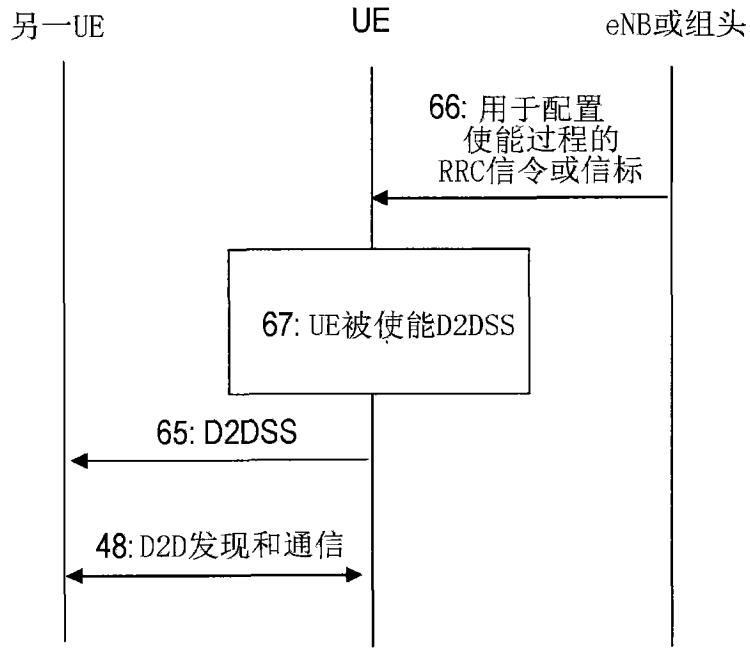 另一UE
UE
eNB或组头
66: 用于配置
使能过程的
RRC信令或信标
67: UE被使能D2DSS
65: D2DSS
48: D2D发现和通信